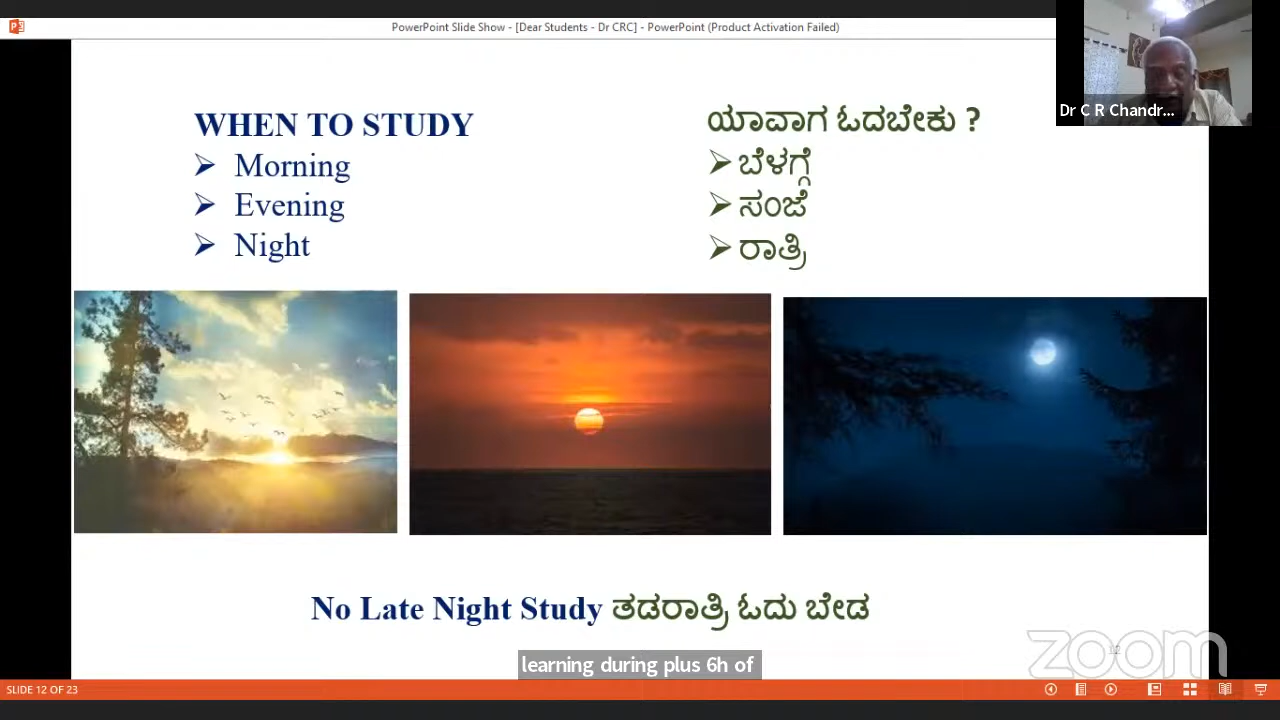 PowerPoint Slide Show - [Dear Students - Dr CRC] - PowerPoint (Product Activation Failed)
Dr C R Chandr...
WHEN TO STUDY
➢ Morning
➢ Evening
➢ Night
ಯಾವಾಗ ಓದಬೇಕು ?
➢ ಬೆಳಗ್ಗೆ
➢ ಸಂಜೆ
➢ ರಾತ್ರಿ
No Late Night Study ತಡರಾತ್ರಿ ಓದು ಬೇಡ
zoom
12
learning during plus 6h of
SLIDE 12 OF 23